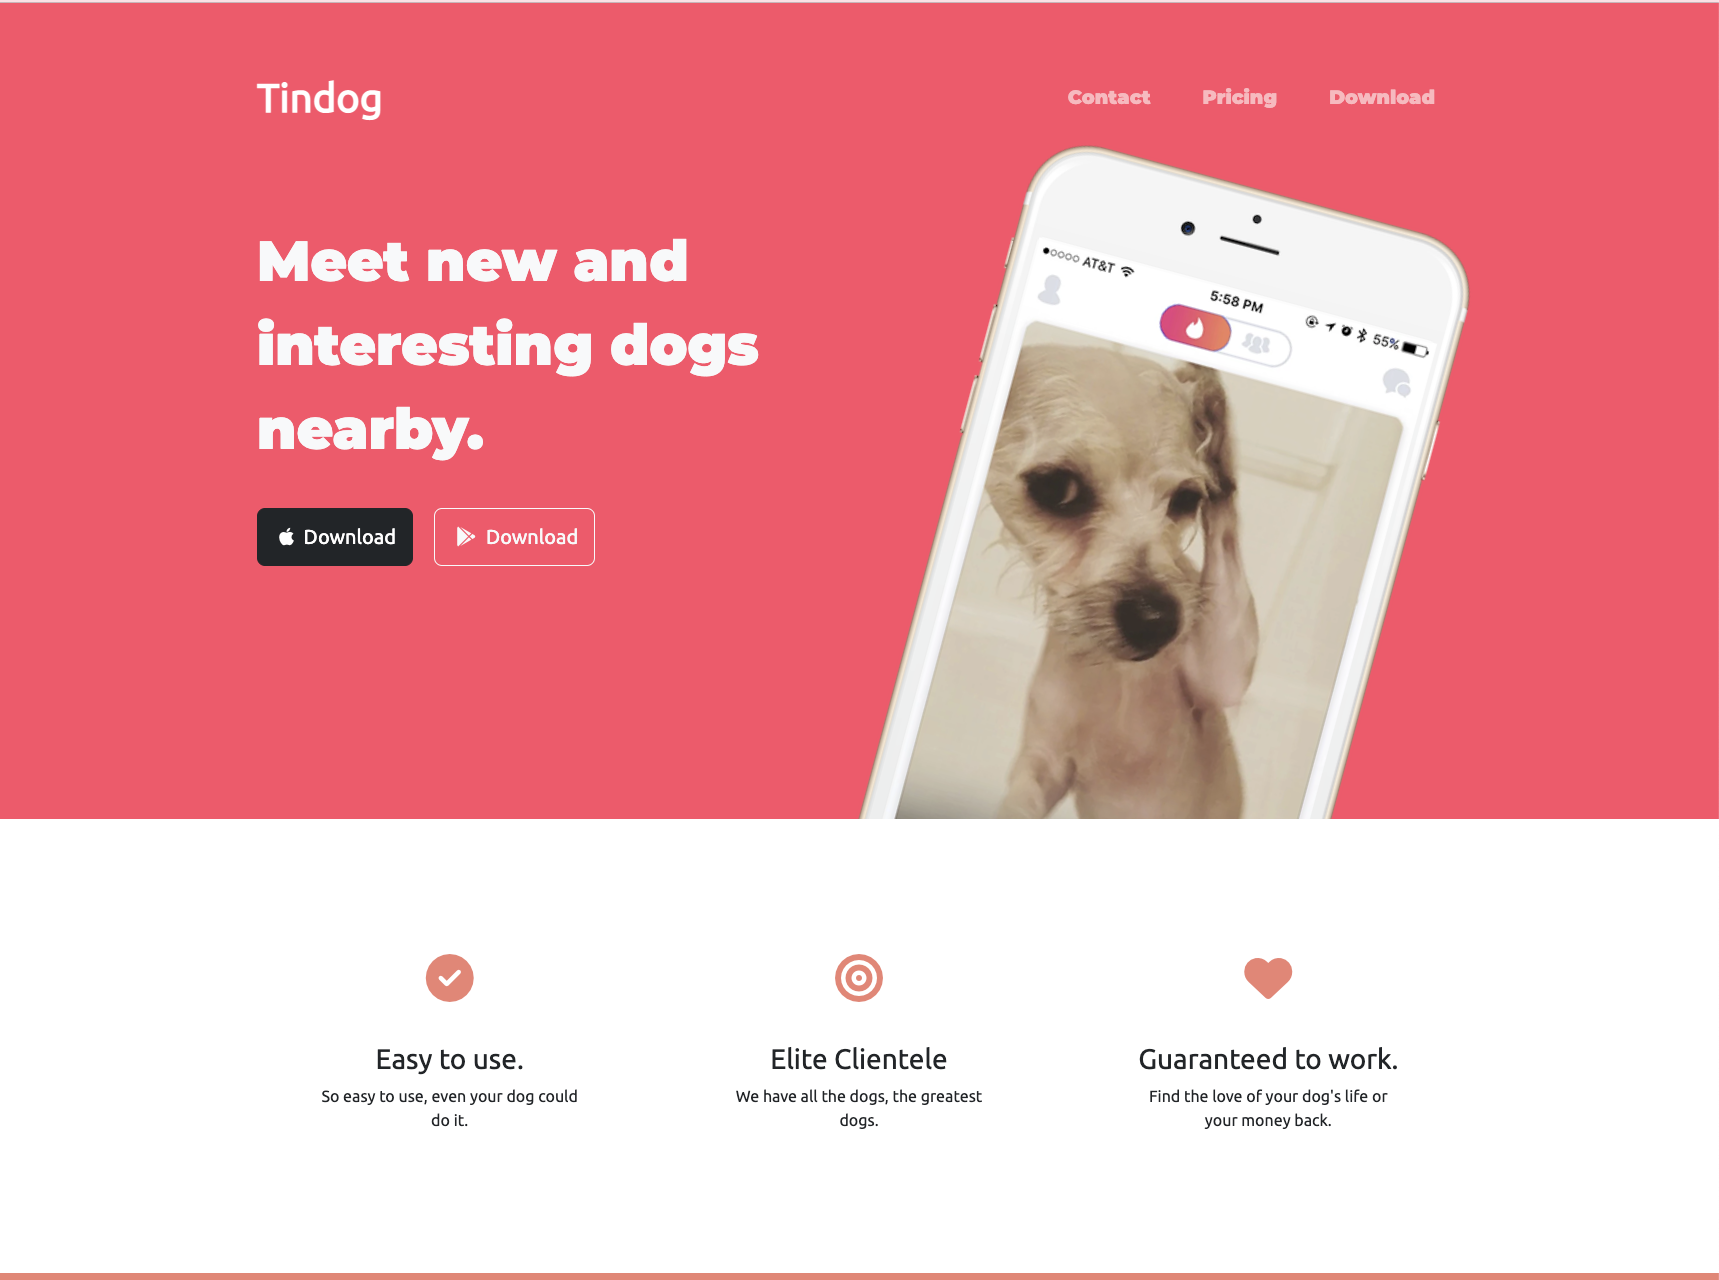 Tindog
Contact
Pricing
Download
Meet new and
interesting dogs
nearby.
Download
Download
AT&T
5:58 PM
55%
Easy to use.
So easy to use, even your dog could
do it.
Elite Clientele
We have all the dogs, the greatest
dogs.
Guaranteed to work.
Find the love of your dog's life or
your money back.